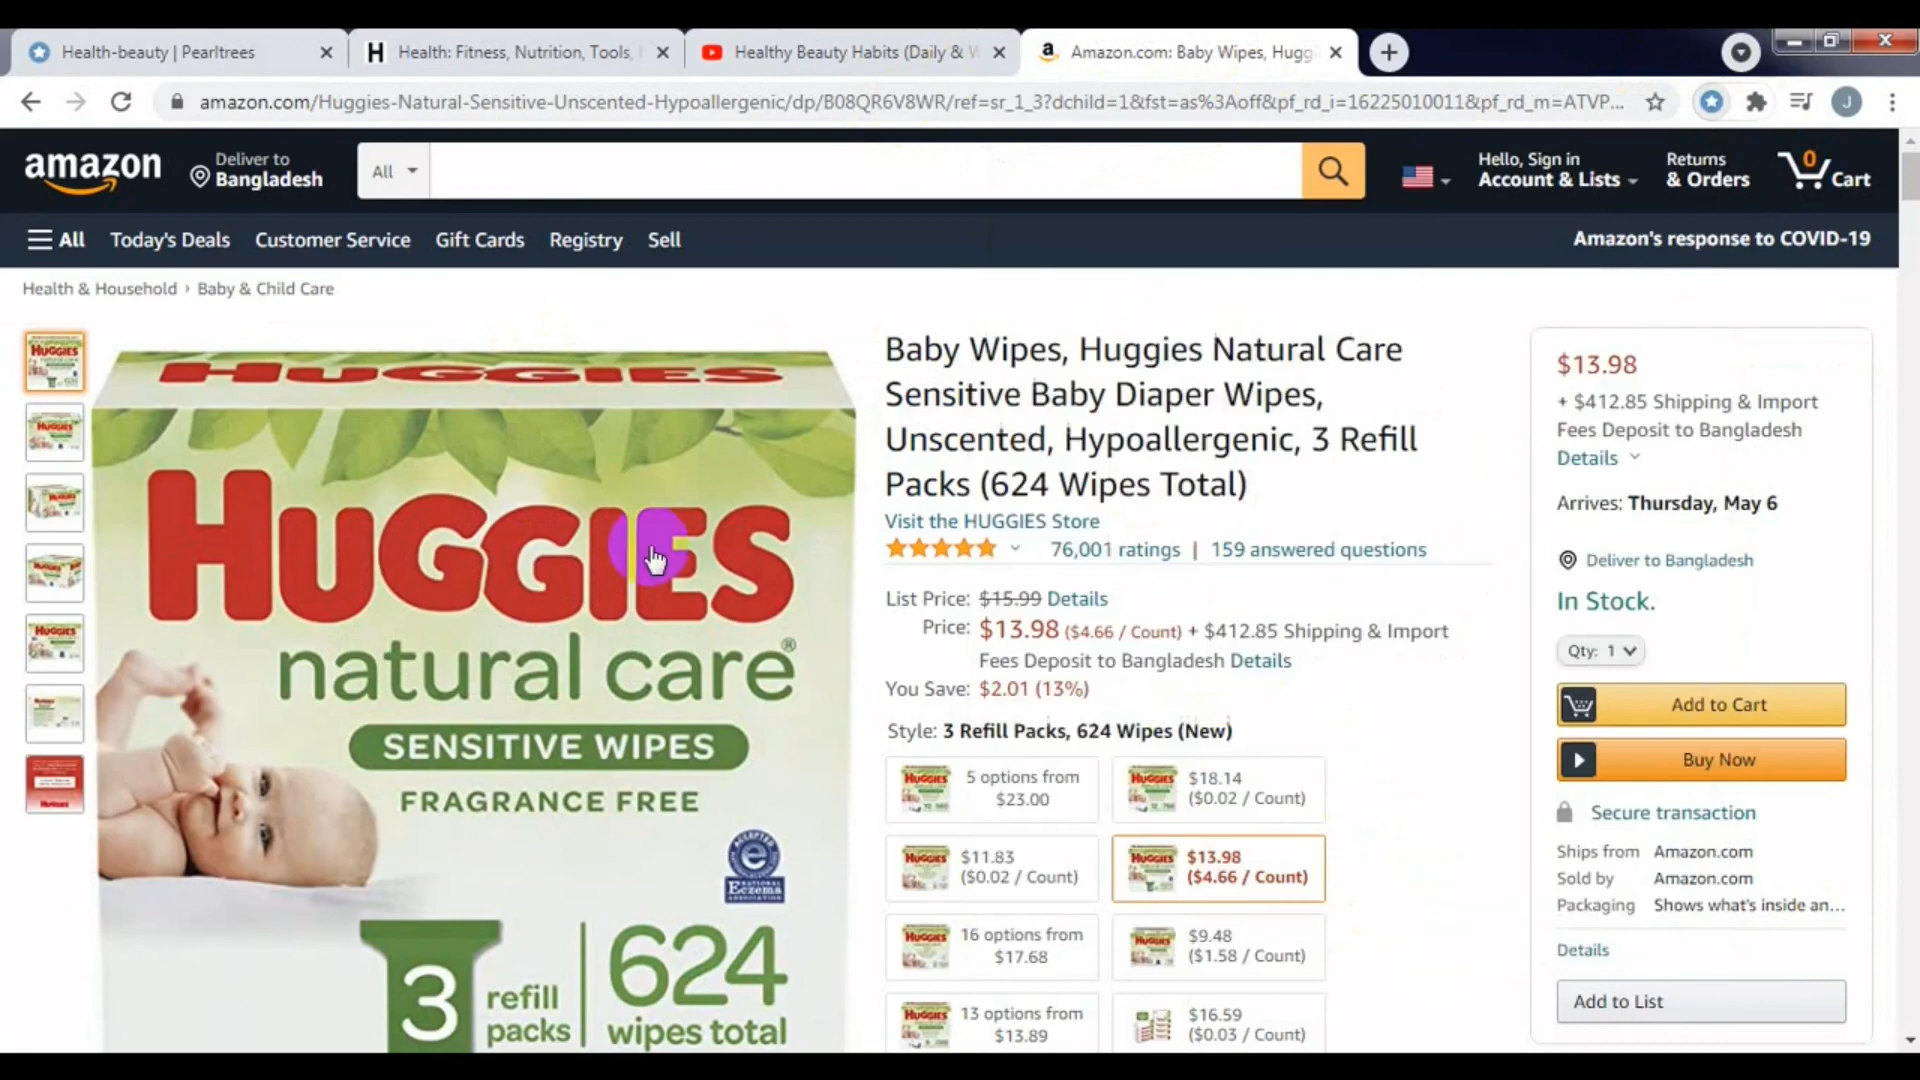 Health-beauty | Pearltrees
Health: Fitness, Nutrition, Tools,
Healthy Beauty Habits (Daily & W
Amazon.com: Baby Wipes, Huggi
amazon.com/Huggies-Natural-Sensitive-Unscented-Hypoallergenic/dp/B08QR6V8WR/ref=sr_1_3?dchild=1&fst=as%3Aoff&pf_rd_i=16225010011&pf_rd_m=ATVP...
J
amazon
Deliver to
Bangladesh
All
Hello, Sign in
Account & Lists
Returns
& Orders
0
Cart
All
Today's Deals
Customer Service
Gift Cards
Registry
Sell
Amazon's response to COVID-19
Health & Household › Baby & Child Care
HUGGIES
HUGGIES
natural care®
SENSITIVE WIPES
FRAGRANCE FREE
ACCEPTED
NATIONAL
Eczema
ASSOCIATION
3 refill packs
624 wipes total
Baby Wipes, Huggies Natural Care
Sensitive Baby Diaper Wipes,
Unscented, Hypoallergenic, 3 Refill
Packs (624 Wipes Total)
Visit the HUGGIES Store
76,001 ratings | 159 answered questions
List Price: $15.99 Details
Price: $13.98 ($4.66 / Count) + $412.85 Shipping & Import
Fees Deposit to Bangladesh Details
You Save: $2.01 (13%)
Style: 3 Refill Packs, 624 Wipes (New)
5 options from
$23.00
$18.14
($0.02 / Count)
$11.83
($0.02 / Count)
$13.98
($4.66 / Count)
16 options from
$17.68
$9.48
($1.58 / Count)
13 options from
$13.89
$16.59
($0.03 / Count)
$13.98
+ $412.85 Shipping & Import
Fees Deposit to Bangladesh
Details
Arrives: Thursday, May 6
Deliver to Bangladesh
In Stock.
Qty: 1
Add to Cart
Buy Now
Secure transaction
Ships from Amazon.com
Sold by Amazon.com
Packaging Shows what's inside an...
Details
Add to List